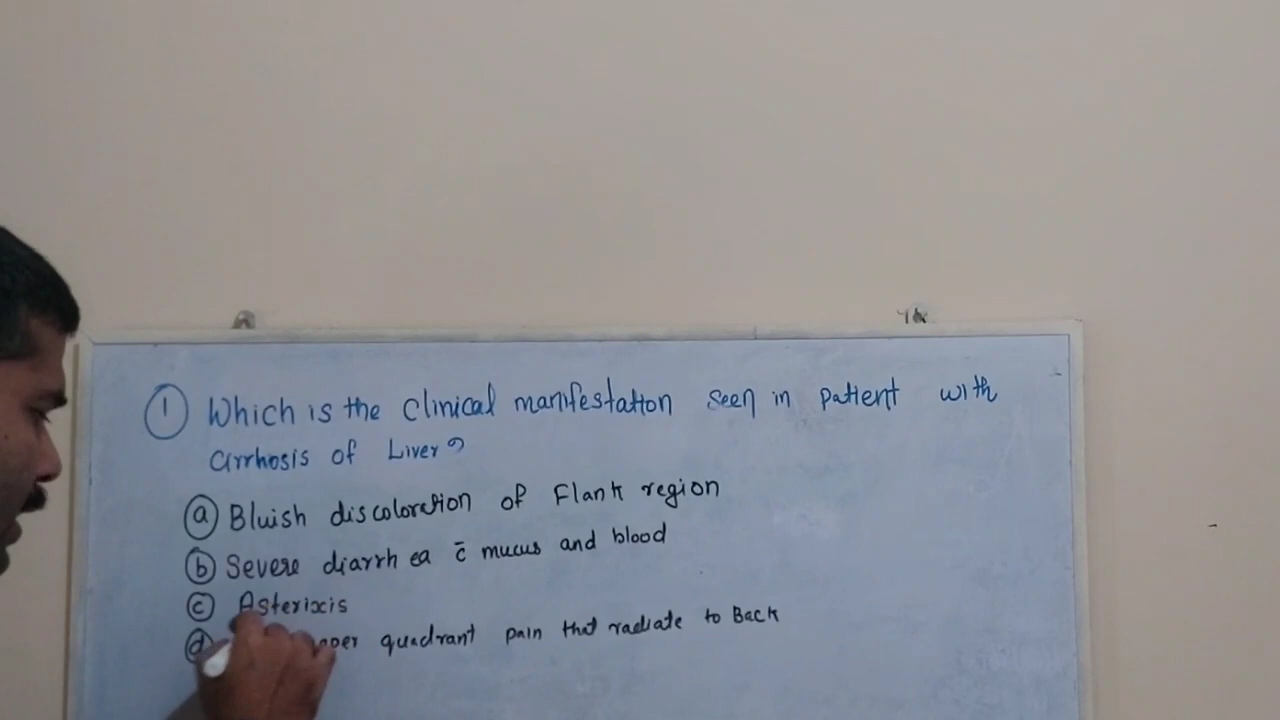 ① Which is the clinical manifestation seen in patient with
cirrhosis of Liver?
ⓐ Bluish discoloration of Flank region
ⓑ Severe diarrhea c̄ mucus and blood
ⓒ Asterixis
ⓓ quadrant pain that radiate to Back